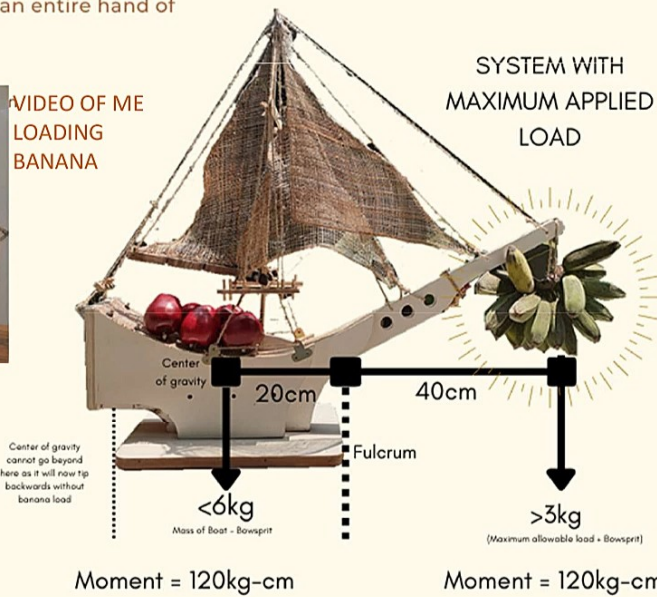 an entire hand of
VIDEO OF ME
LOADING
BANANA
SYSTEM WITH
MAXIMUM APPLIED
LOAD
Center
of gravity
20cm
40cm
Fulcrum
Center of gravity
cannot go beyond
here as it will now tip
backwards without
banana load
<6kg
Mass of Boat - Bowsprit
>3kg
(Maximum allowable load + Bowsprit)
Moment = 120kg-cm
Moment = 120kg-cm